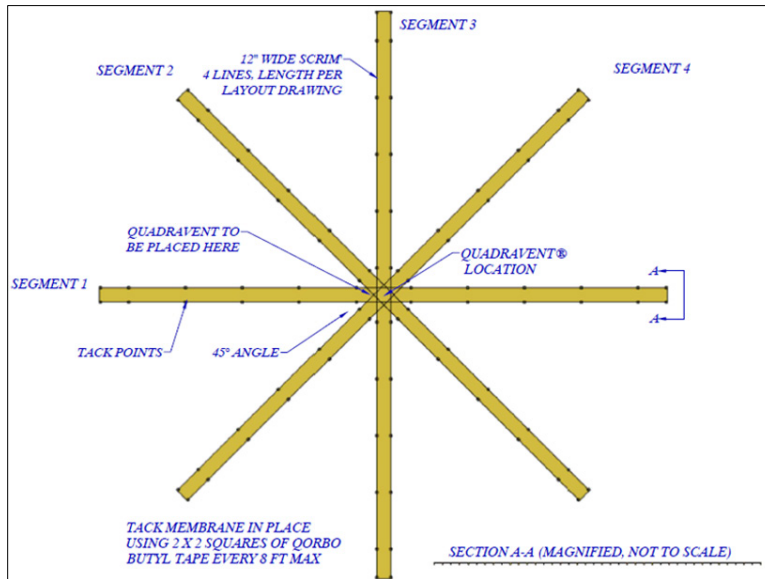 SEGMENT 3
12" WIDE SCRIM
4 LINES, LENGTH PER
LAYOUT DRAWING
SEGMENT 2
SEGMENT 4
QUADRAVENT TO
BE PLACED HERE
QUADRAVENT®
LOCATION
SEGMENT 1
A
A
TACK POINTS
45° ANGLE
TACK MEMBRANE IN PLACE
USING 2 X 2 SQUARES OF QORBO
BUTYL TAPE EVERY 8 FT MAX
SECTION A-A (MAGNIFIED, NOT TO SCALE)